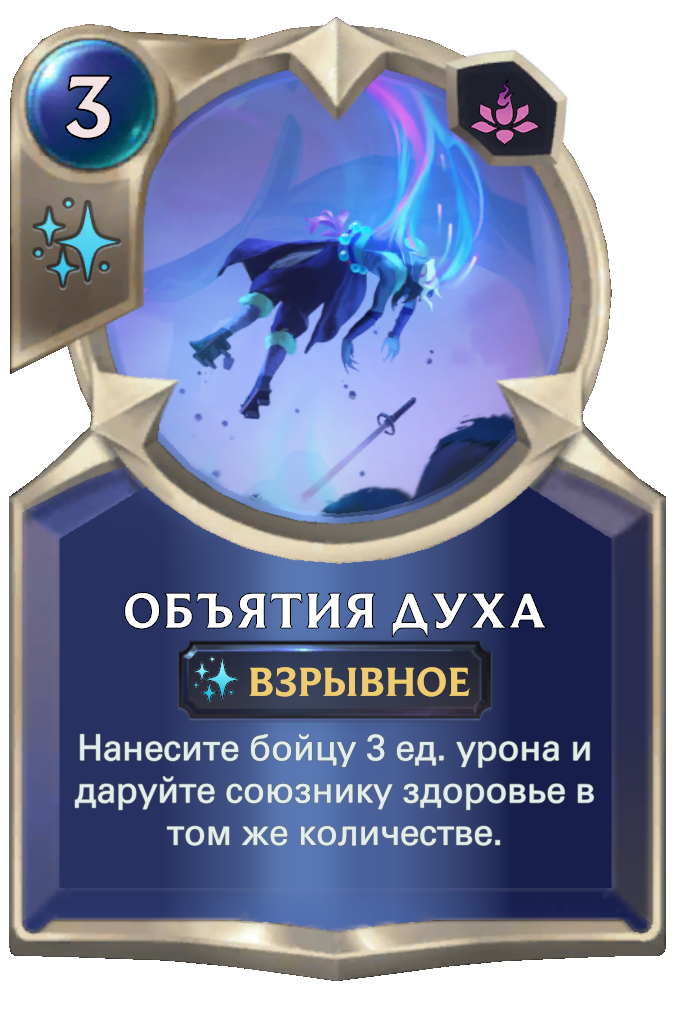 3
ОБЪЯТИЯ ДУХА
ВЗРЫВНОЕ
Нанесите бойцу 3 ед. урона и
даруйте союзнику здоровье в
том же количестве.